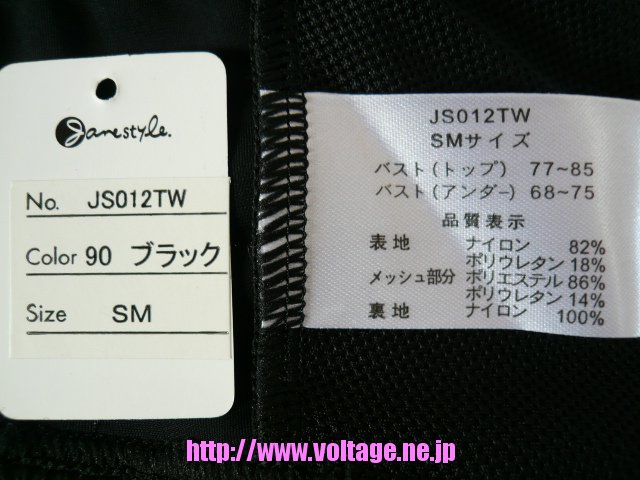 Janestyle.
No. JS012TW
Color 90 ブラック
Size SM
JS012TW
SMサイズ
バスト(トップ) 77~85
バスト(アンダー) 68~75
品質表示
表地 ナイロン 82%
ポリウレタン 18%
メッシュ部分 ポリエステル 86%
ポリウレタン 14%
裏地 ナイロン 100%
http://www.voltage.ne.jp